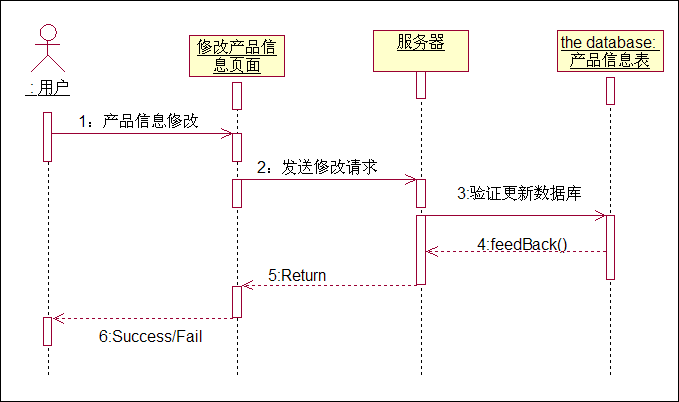 : 用户
修改产品信
息页面
服务器
the database:
产品信息表
1：产品信息修改
2：发送修改请求
3:验证更新数据库
4:feedBack()
5:Return
6:Success/Fail